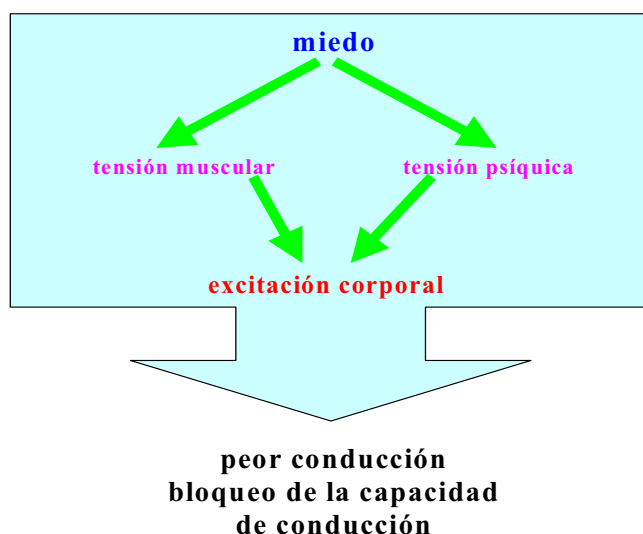 miedo
tensión muscular
tensión psíquica
excitación corporal
peor conducción
bloqueo de la capacidad
de conducción